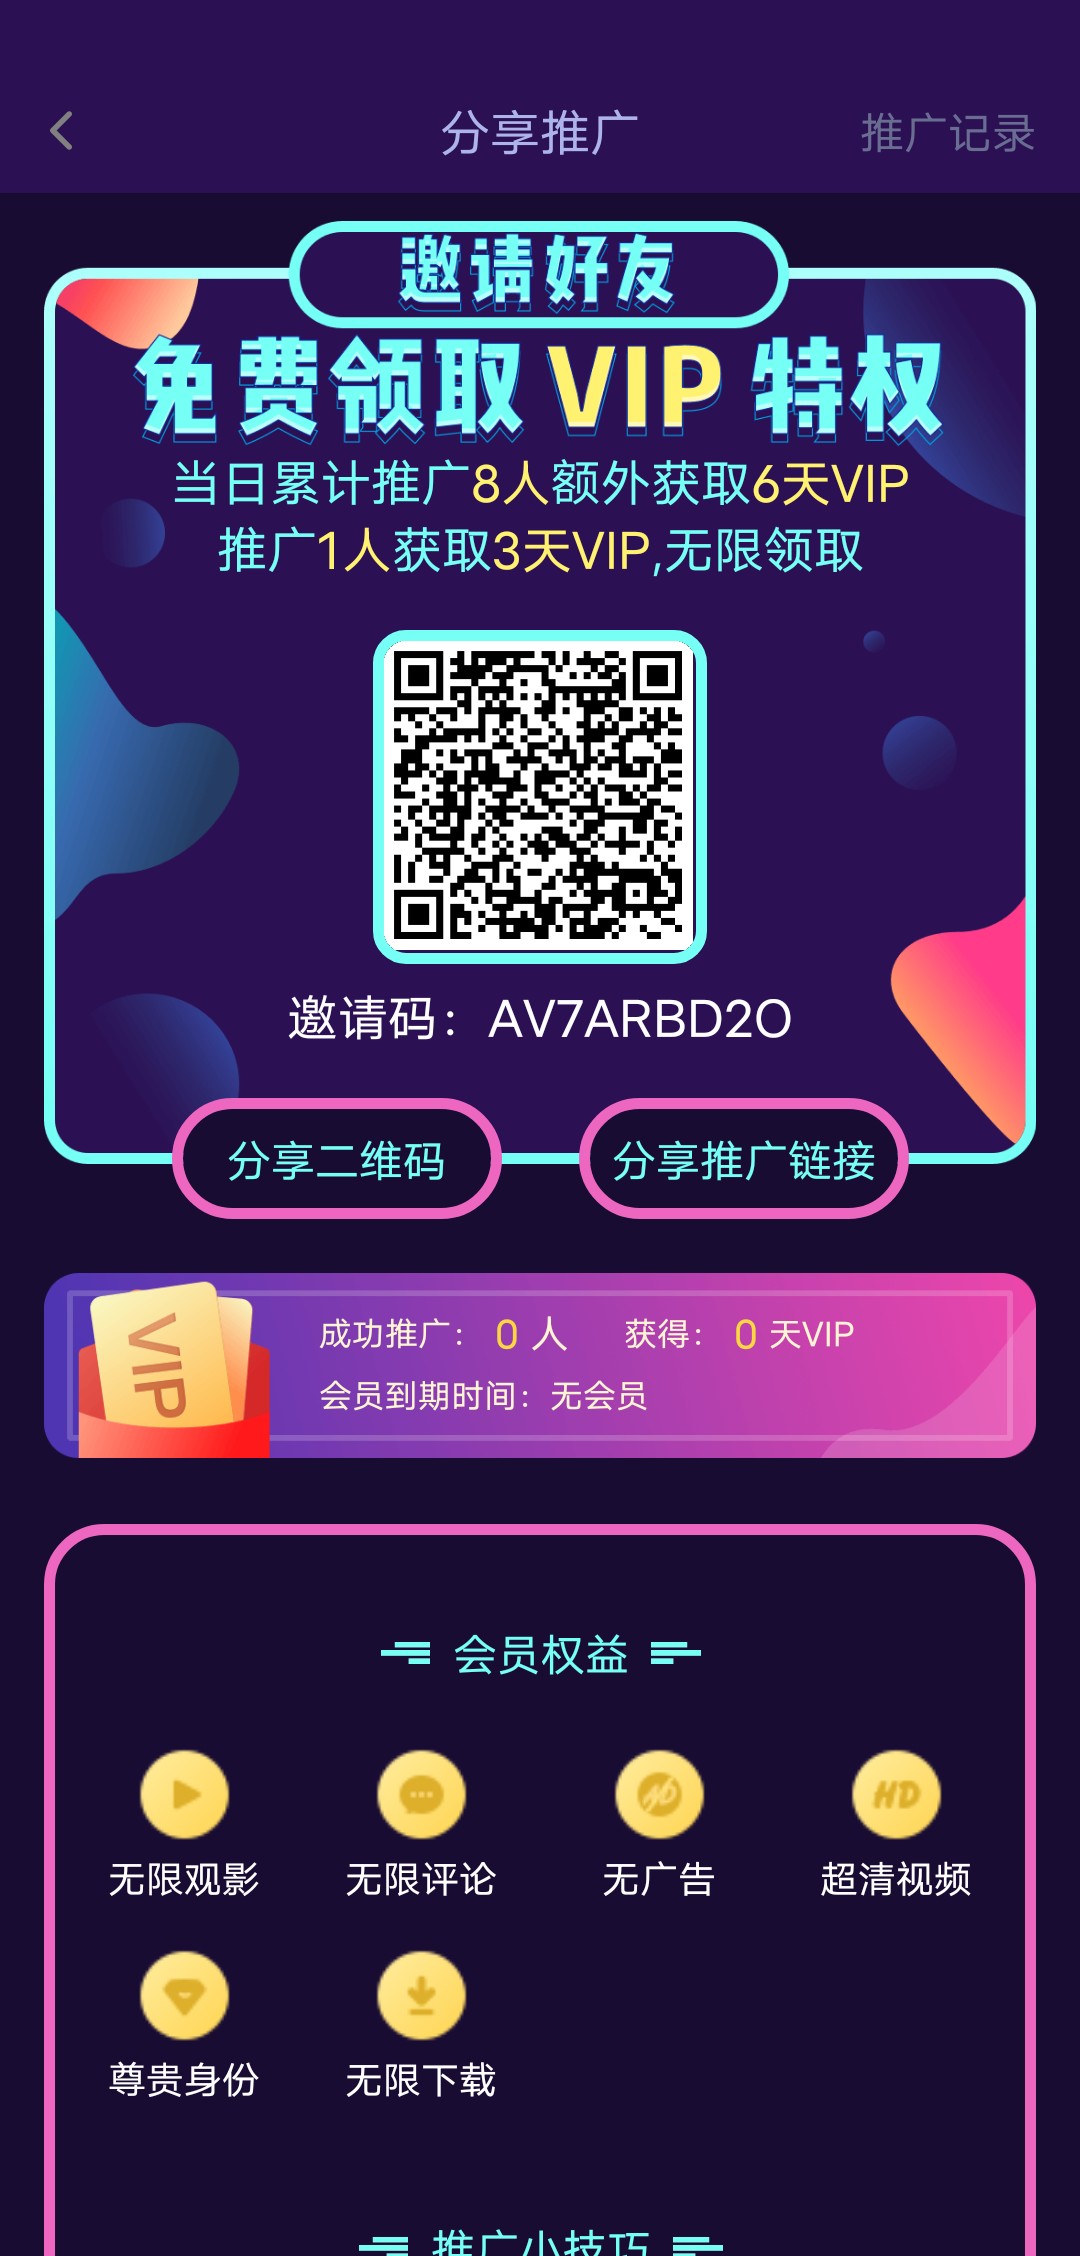 分享推广
推广记录
邀请好友
免费领取VIP特权
当日累计推广8人额外获取6天VIP
推广1人获取3天VIP,无限领取
邀请码：AV7ARBD2O
分享二维码
分享推广链接
VIP
成功推广： 0 人 获得： 0 天VIP
会员到期时间：无会员
会员权益
无限观影
无限评论
无广告
HD
超清视频
尊贵身份
无限下载
推广小技巧